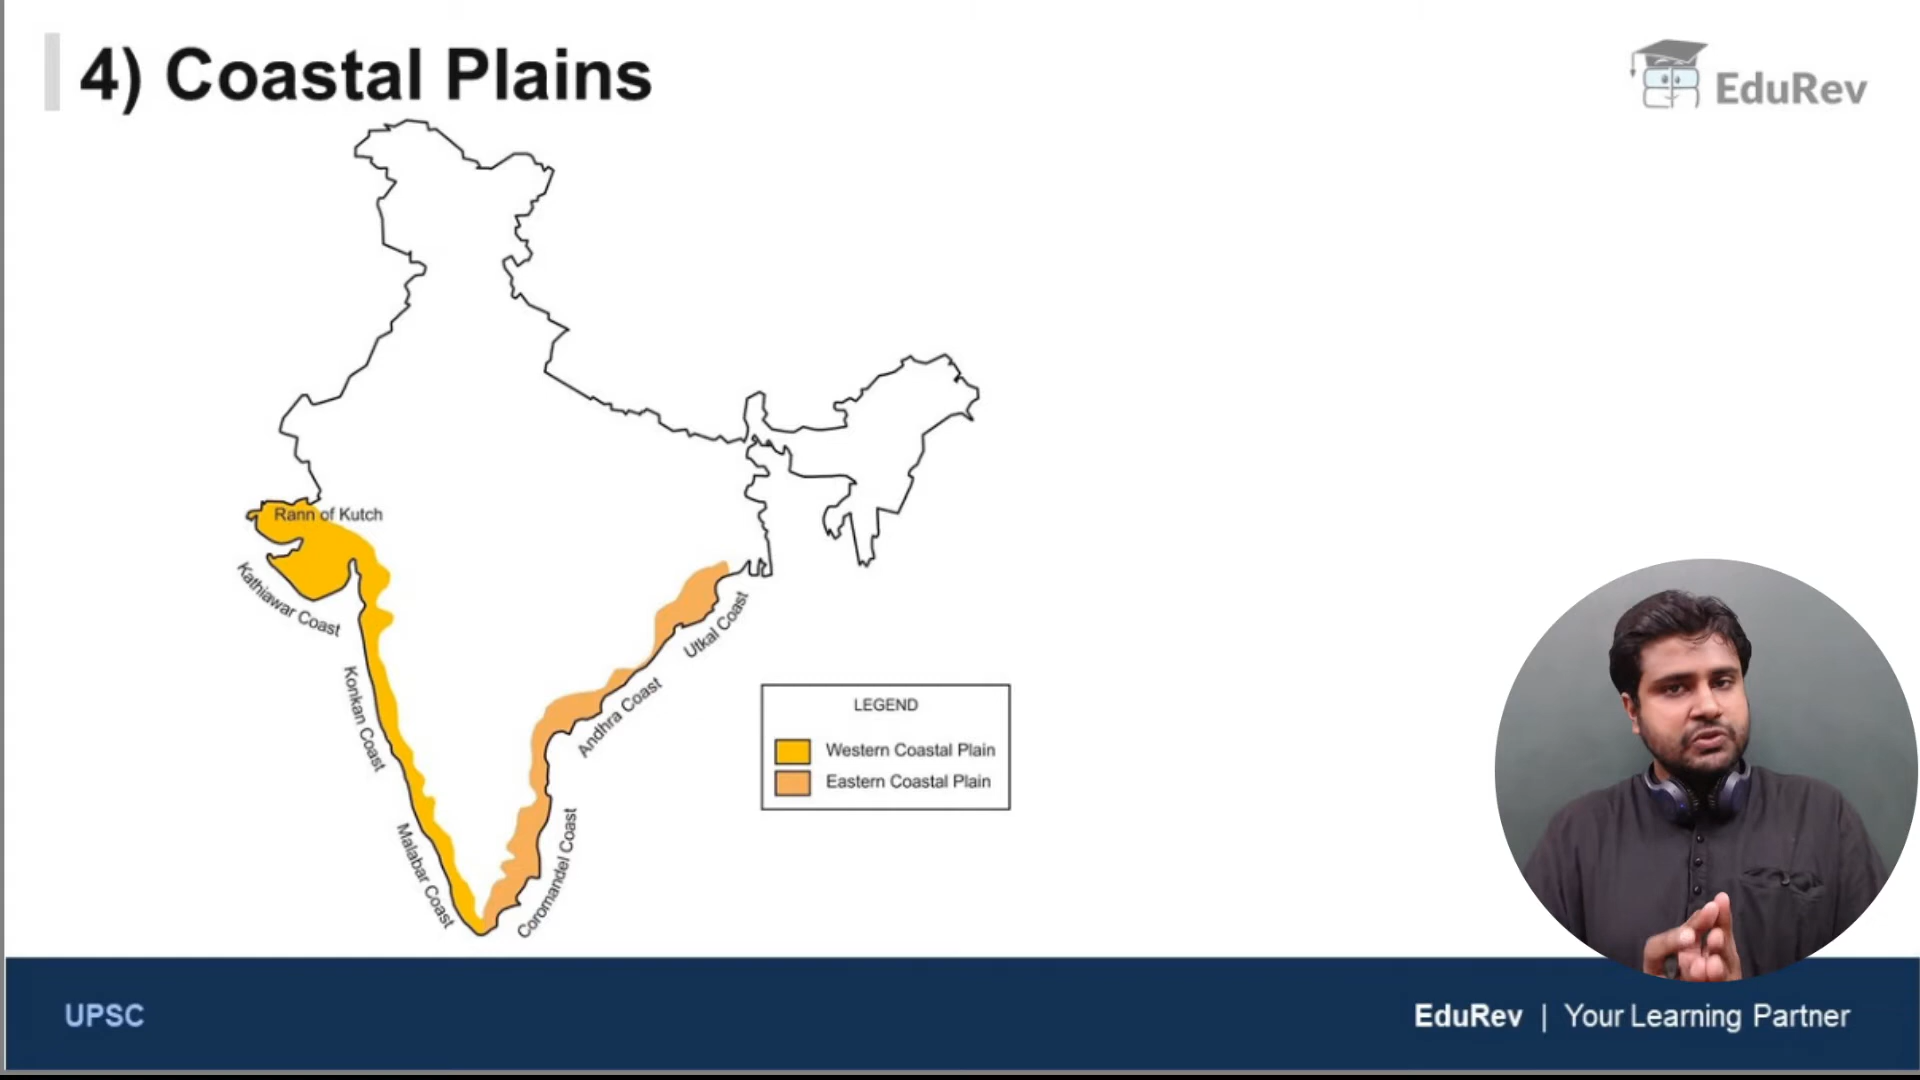 4) Coastal Plains
EduRev
Rann of Kutch
Kathiawar Coast
Konkan Coast
Malabar Coast
Utkal Coast
Andhra Coast
Coromandel Coast
LEGEND
Western Coastal Plain
Eastern Coastal Plain
UPSC
EduRev | Your Learning Partner